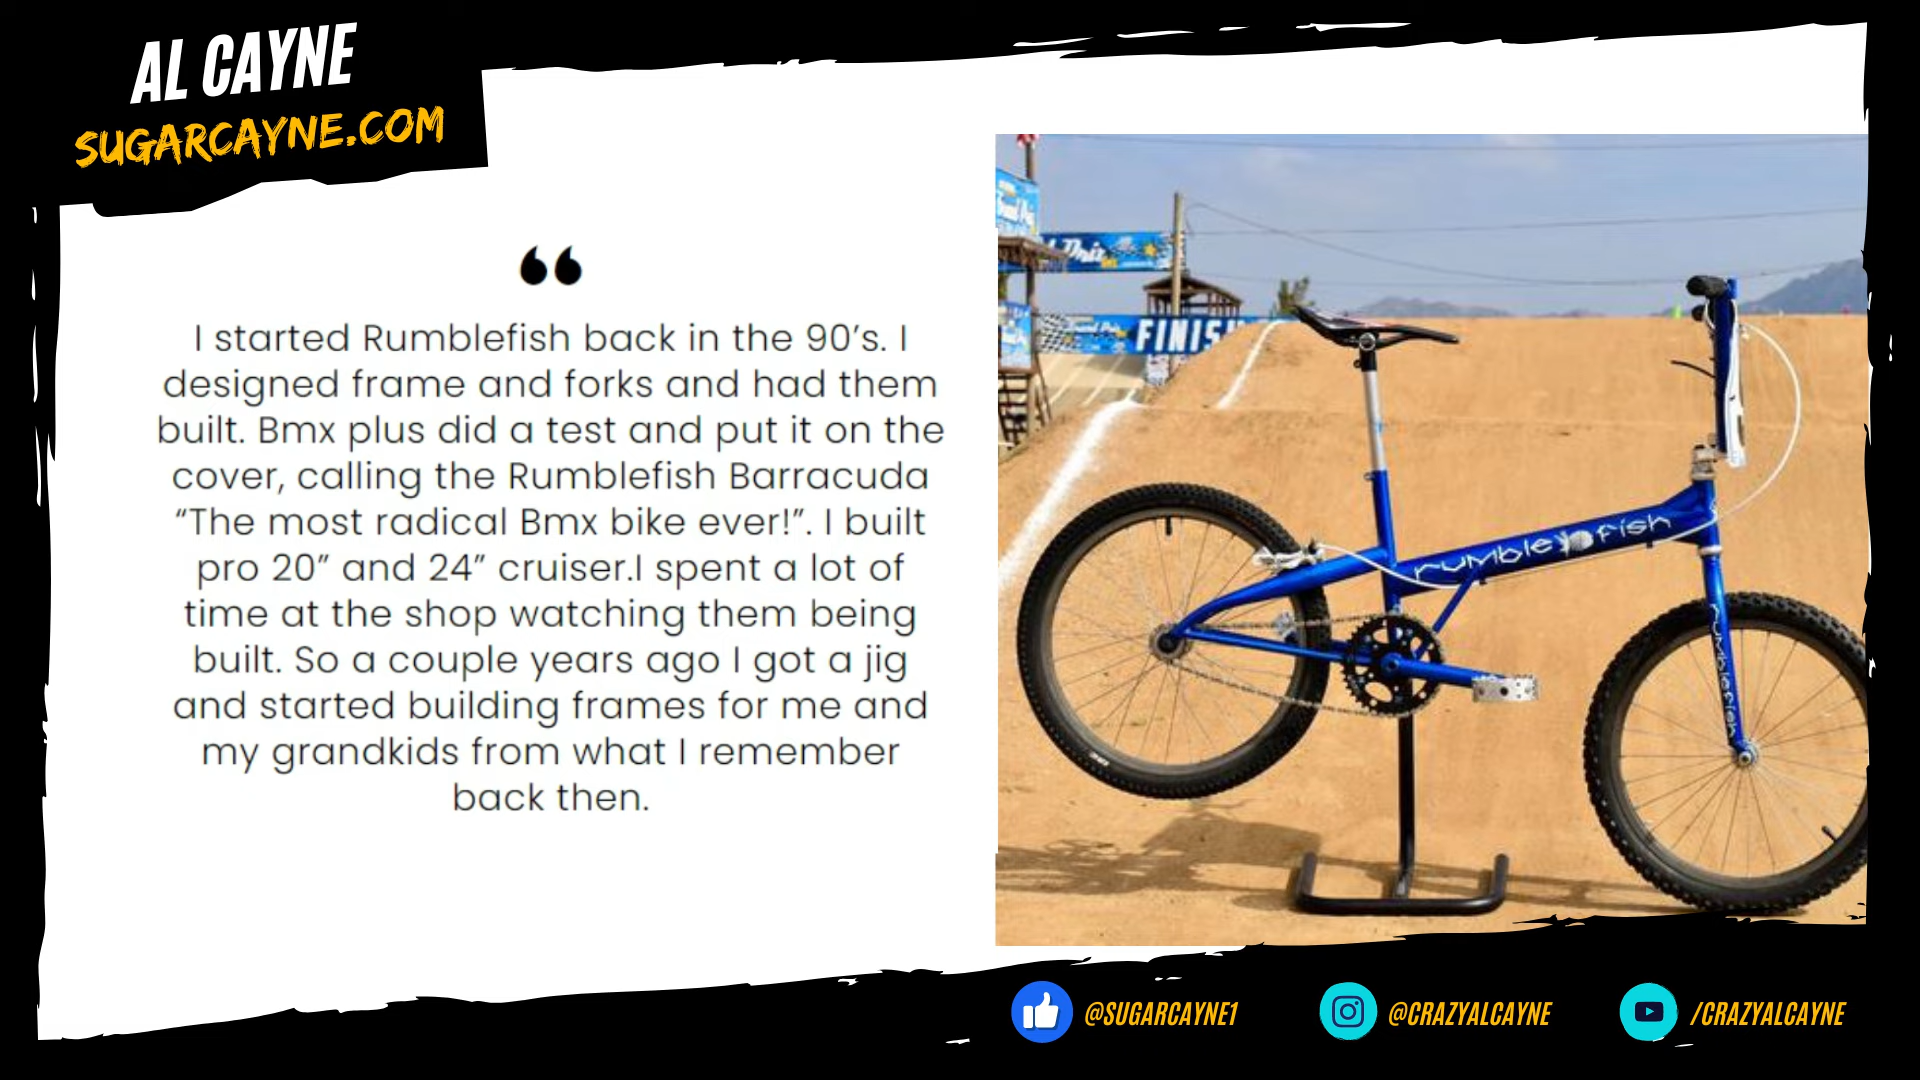 AL CAYNE
SUGARCAYNE.COM
I started Rumblefish back in the 90’s. I
designed frame and forks and had them
built. Bmx plus did a test and put it on the
cover, calling the Rumblefish Barracuda
“The most radical Bmx bike ever!”. I built
pro 20” and 24” cruiser.I spent a lot of
time at the shop watching them being
built. So a couple years ago I got a jig
and started building frames for me and
my grandkids from what I remember
back then.
Prix
FINIS
rumble fish
rumblefish
@SUGARCAYNE1
@CRAZYALCAYNE
/CRAZYALCAYNE